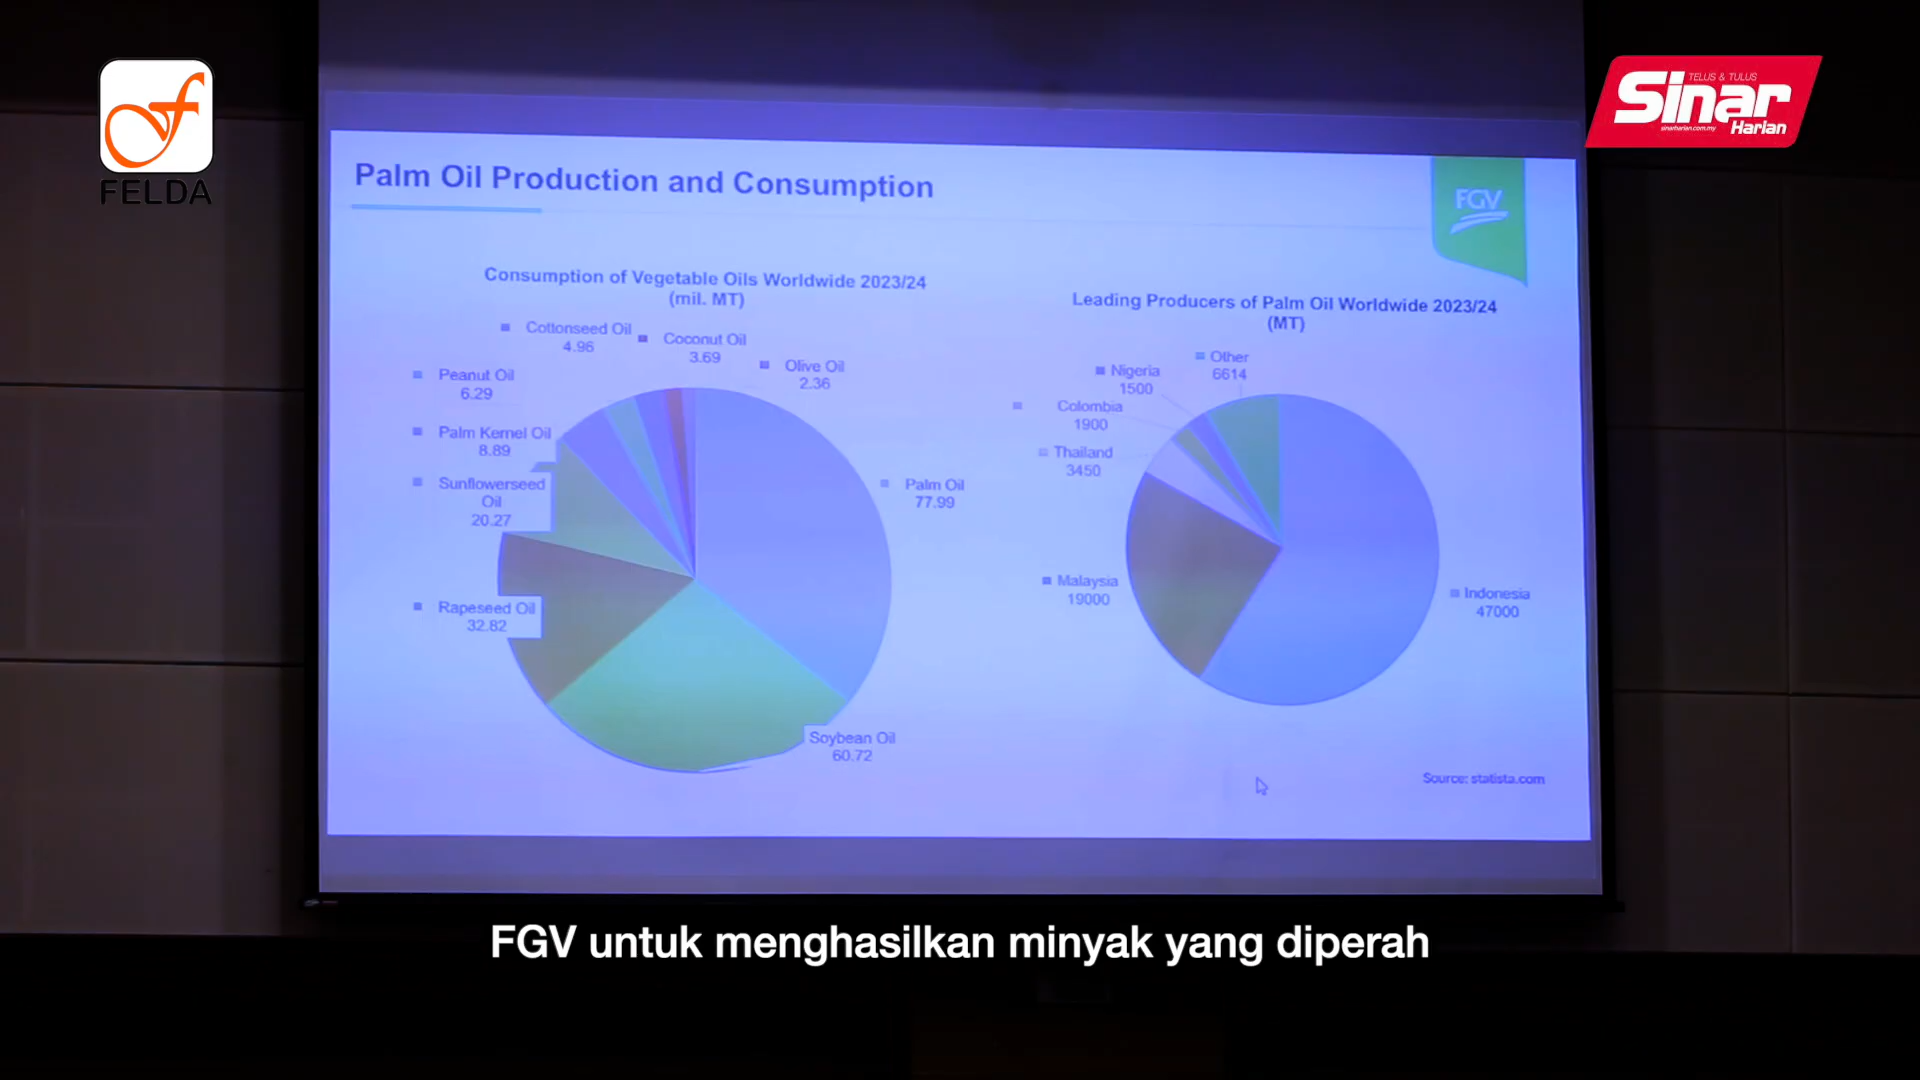 FELDA
TELUS & TULUS
Sinar
Harian
sinarharian.com.my
Palm Oil Production and Consumption
FGV
Consumption of Vegetable Oils Worldwide 2023/24
(mil. MT)
Cottonseed Oil
4.96
Coconut Oil
3.69
Olive Oil
2.36
Peanut Oil
6.29
Palm Kernel Oil
8.89
Sunflowerseed
Oil
20.27
Rapeseed Oil
32.82
Palm Oil
77.99
Soybean Oil
60.72
Leading Producers of Palm Oil Worldwide 2023/24
(MT)
Other
6614
Nigeria
1500
Colombia
1900
Thailand
3450
Malaysia
19000
Indonesia
47000
Source: statista.com
FGV untuk menghasilkan minyak yang diperah